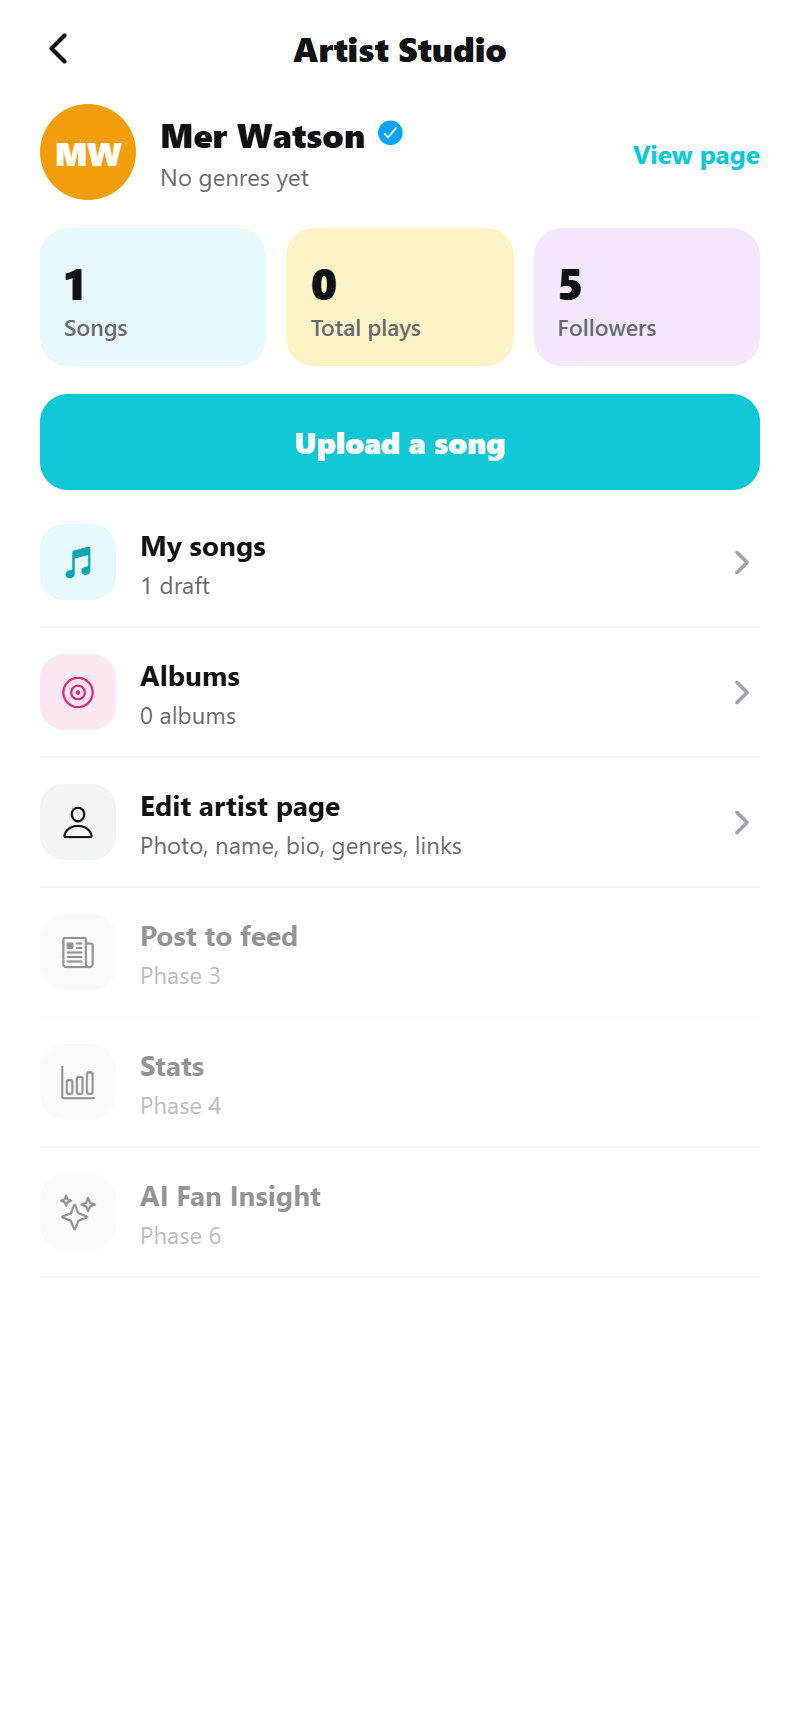 Artist Studio
MW
Mer Watson
No genres yet
View page
1
Songs
0
Total plays
5
Followers
Upload a song
My songs
1 draft
Albums
0 albums
Edit artist page
Photo, name, bio, genres, links
Post to feed
Phase 3
Stats
Phase 4
AI Fan Insight
Phase 6